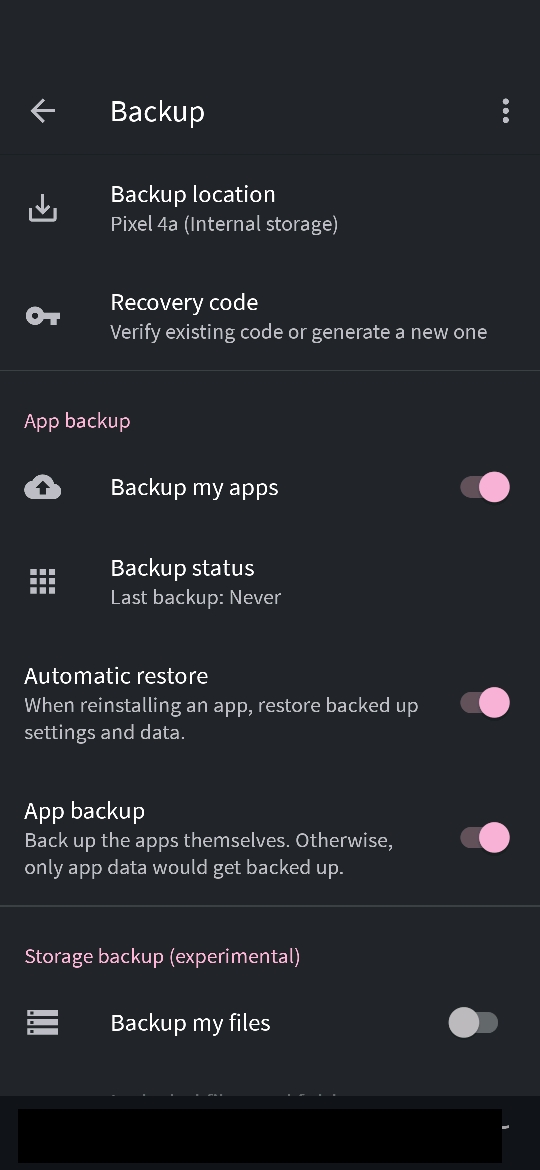 Backup
Backup location
Pixel 4a (Internal storage)
Recovery code
Verify existing code or generate a new one
App backup
Backup my apps
Backup status
Last backup: Never
Automatic restore
When reinstalling an app, restore backed up
settings and data.
App backup
Back up the apps themselves. Otherwise,
only app data would get backed up.
Storage backup (experimental)
Backup my files